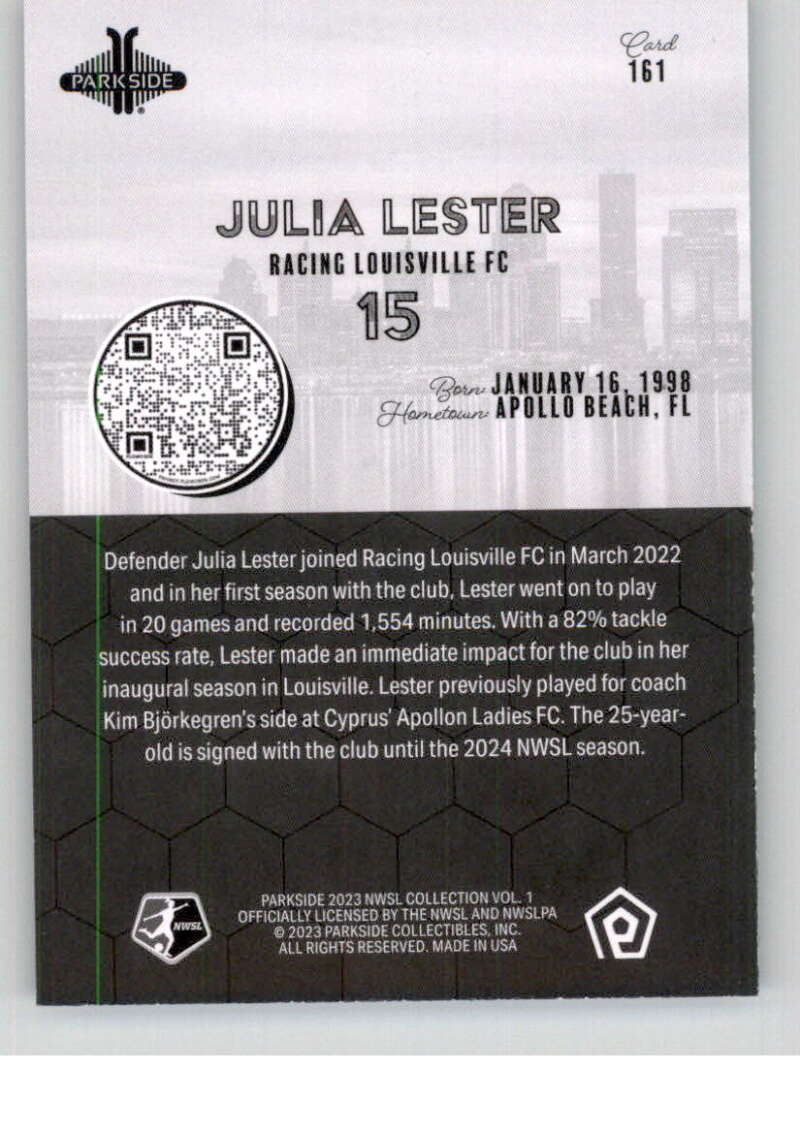 PARKSIDE
Card
161
JULIA LESTER
RACING LOUISVILLE FC
15
Born: JANUARY 16, 1998
Hometown: APOLLO BEACH, FL
Defender Julia Lester joined Racing Louisville FC in March 2022
and in her first season with the club, Lester went on to play
in 20 games and recorded 1,554 minutes. With a 82% tackle
success rate, Lester made an immediate impact for the club in her
inaugural season in Louisville. Lester previously played for coach
Kim Björkegren's side at Cyprus' Apollon Ladies FC. The 25-year-
old is signed with the club until the 2024 NWSL season.
NWSL
PARKSIDE 2023 NWSL COLLECTION VOL. 1
OFFICIALLY LICENSED BY THE NWSL AND NWSLPA
© 2023 PARKSIDE COLLECTIBLES, INC.
ALL RIGHTS RESERVED. MADE IN USA